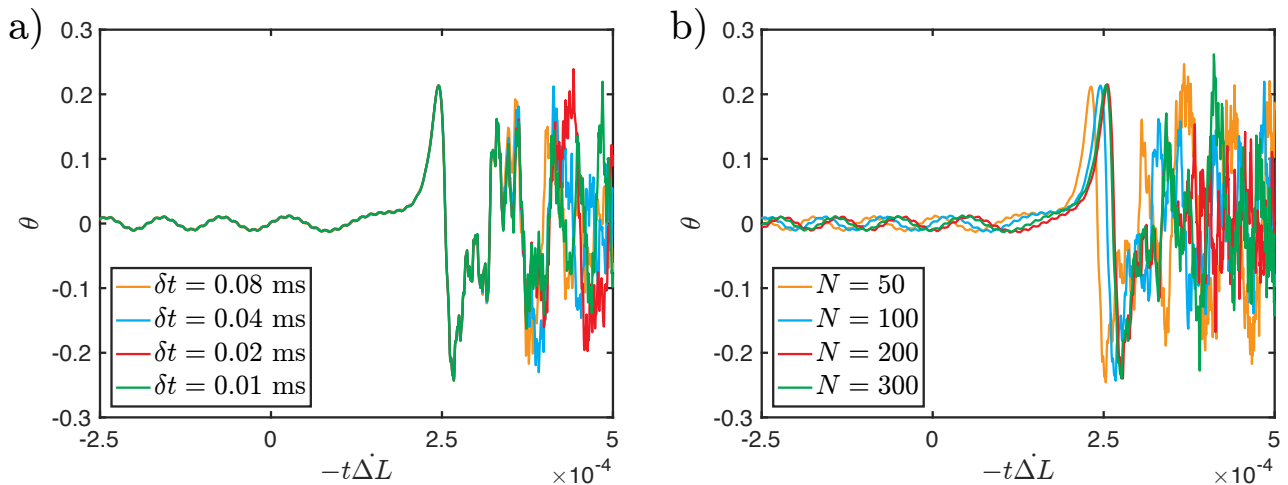 a)
0.3
0.2
0.1
0
-0.1
-0.2
-0.3
θ
δt = 0.08 ms
δt = 0.04 ms
δt = 0.02 ms
δt = 0.01 ms
-2.5 0 2.5 5
−tΔ̇L ×10⁻⁴
b)
0.3
0.2
0.1
0
-0.1
-0.2
-0.3
θ
N = 50
N = 100
N = 200
N = 300
-2.5 0 2.5 5
−tΔ̇L ×10⁻⁴